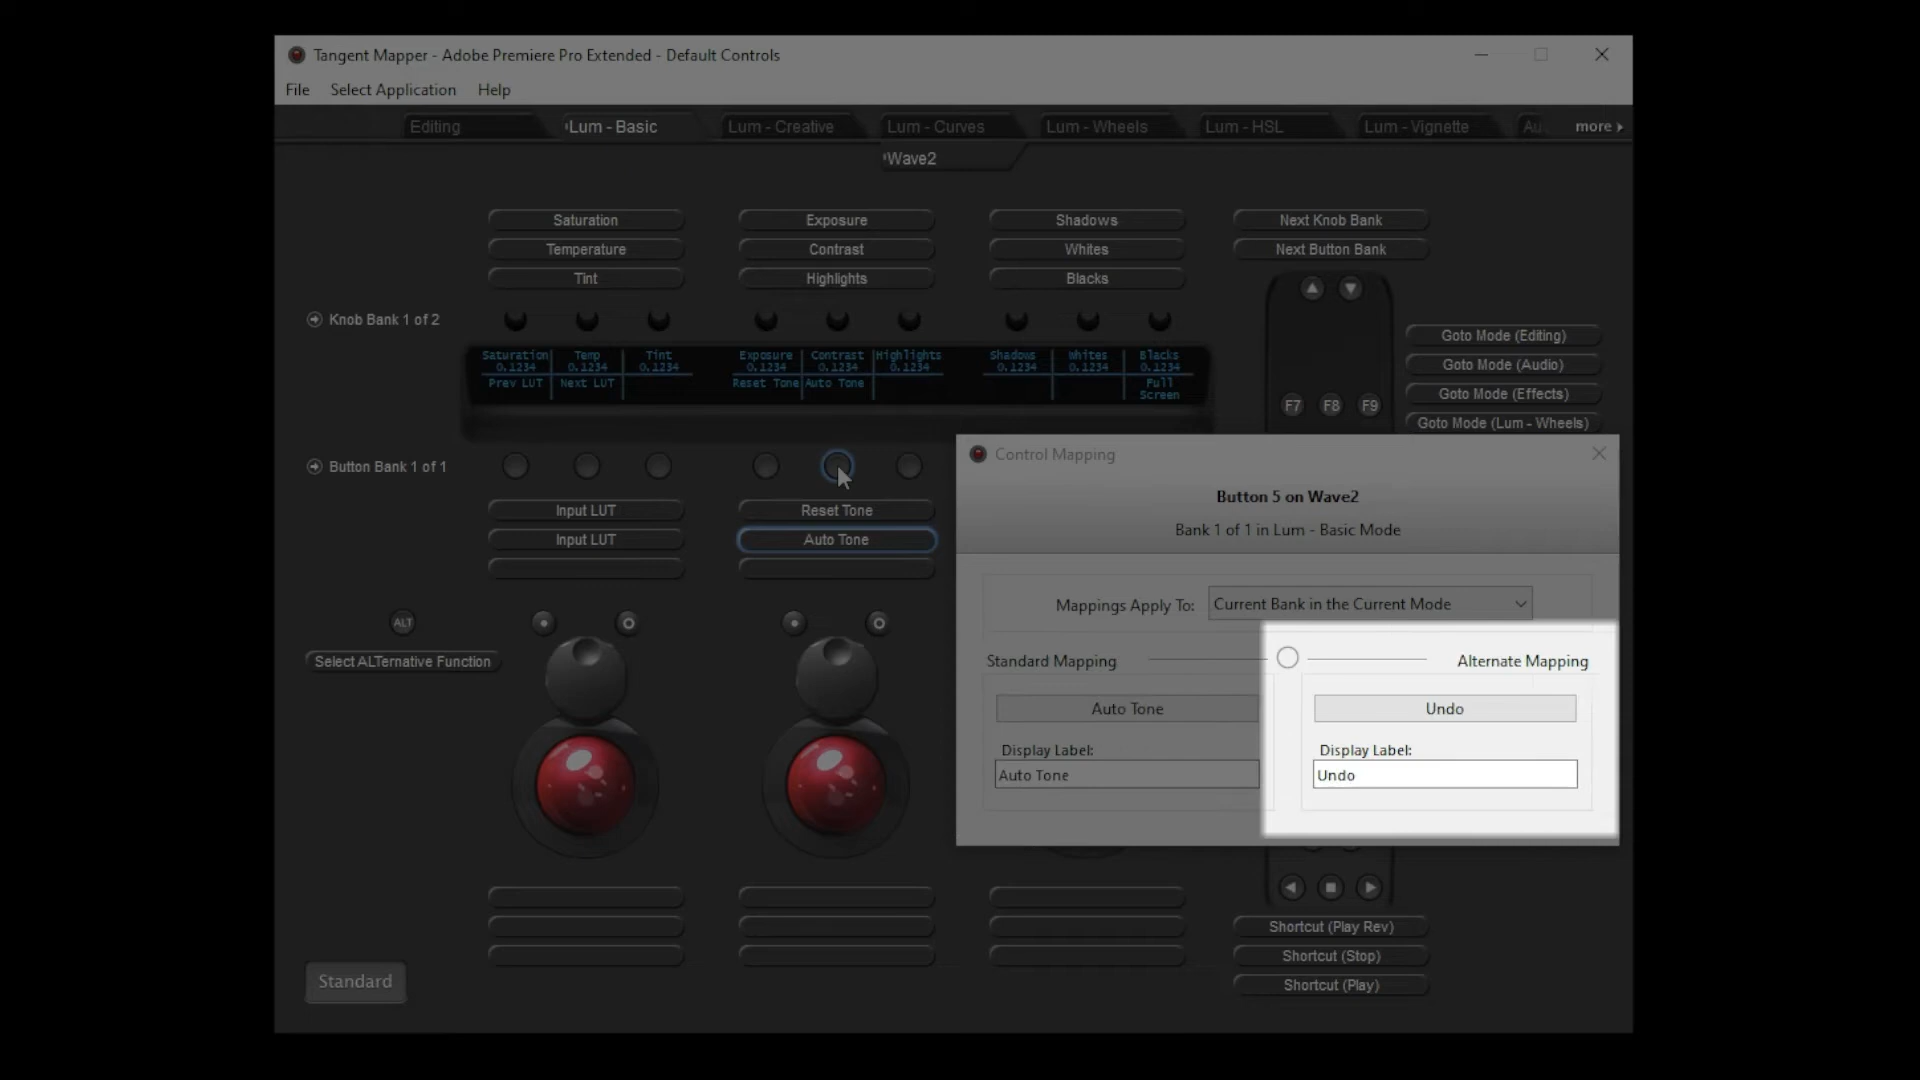 Tangent Mapper - Adobe Premiere Pro Extended - Default Controls
File Select Application Help
Editing Lum - Basic Lum - Creative Lum - Curves Lum - Wheels Lum - HSL Lum - Vignette Au more
Wave2
Saturation Exposure Shadows Next Knob Bank
Temperature Contrast Whites Next Button Bank
Tint Highlights Blacks
Knob Bank 1 of 2
Goto Mode (Editing)
Saturation Temp Tint Exposure Contrast Highlights Shadows Whites Blacks
0.1234 0.1234 0.1234 0.1234 0.1234 0.1234 0.1234 0.1234 0.1234
Goto Mode (Audio)
Prev LUT Next LUT Reset Tone Auto Tone Full
Screen
Goto Mode (Effects)
F7 F8 F9
Goto Mode (Lum - Wheels)
Control Mapping
Button Bank 1 of 1
Button 5 on Wave2
Input LUT Reset Tone
Bank 1 of 1 in Lum - Basic Mode
Input LUT Auto Tone
Mappings Apply To: Current Bank in the Current Mode
ALT
Select ALTernative Function
Standard Mapping Alternate Mapping
Auto Tone Undo
Display Label: Display Label:
Auto Tone Undo
Shortcut (Play Rev)
Shortcut (Stop)
Shortcut (Play)
Standard